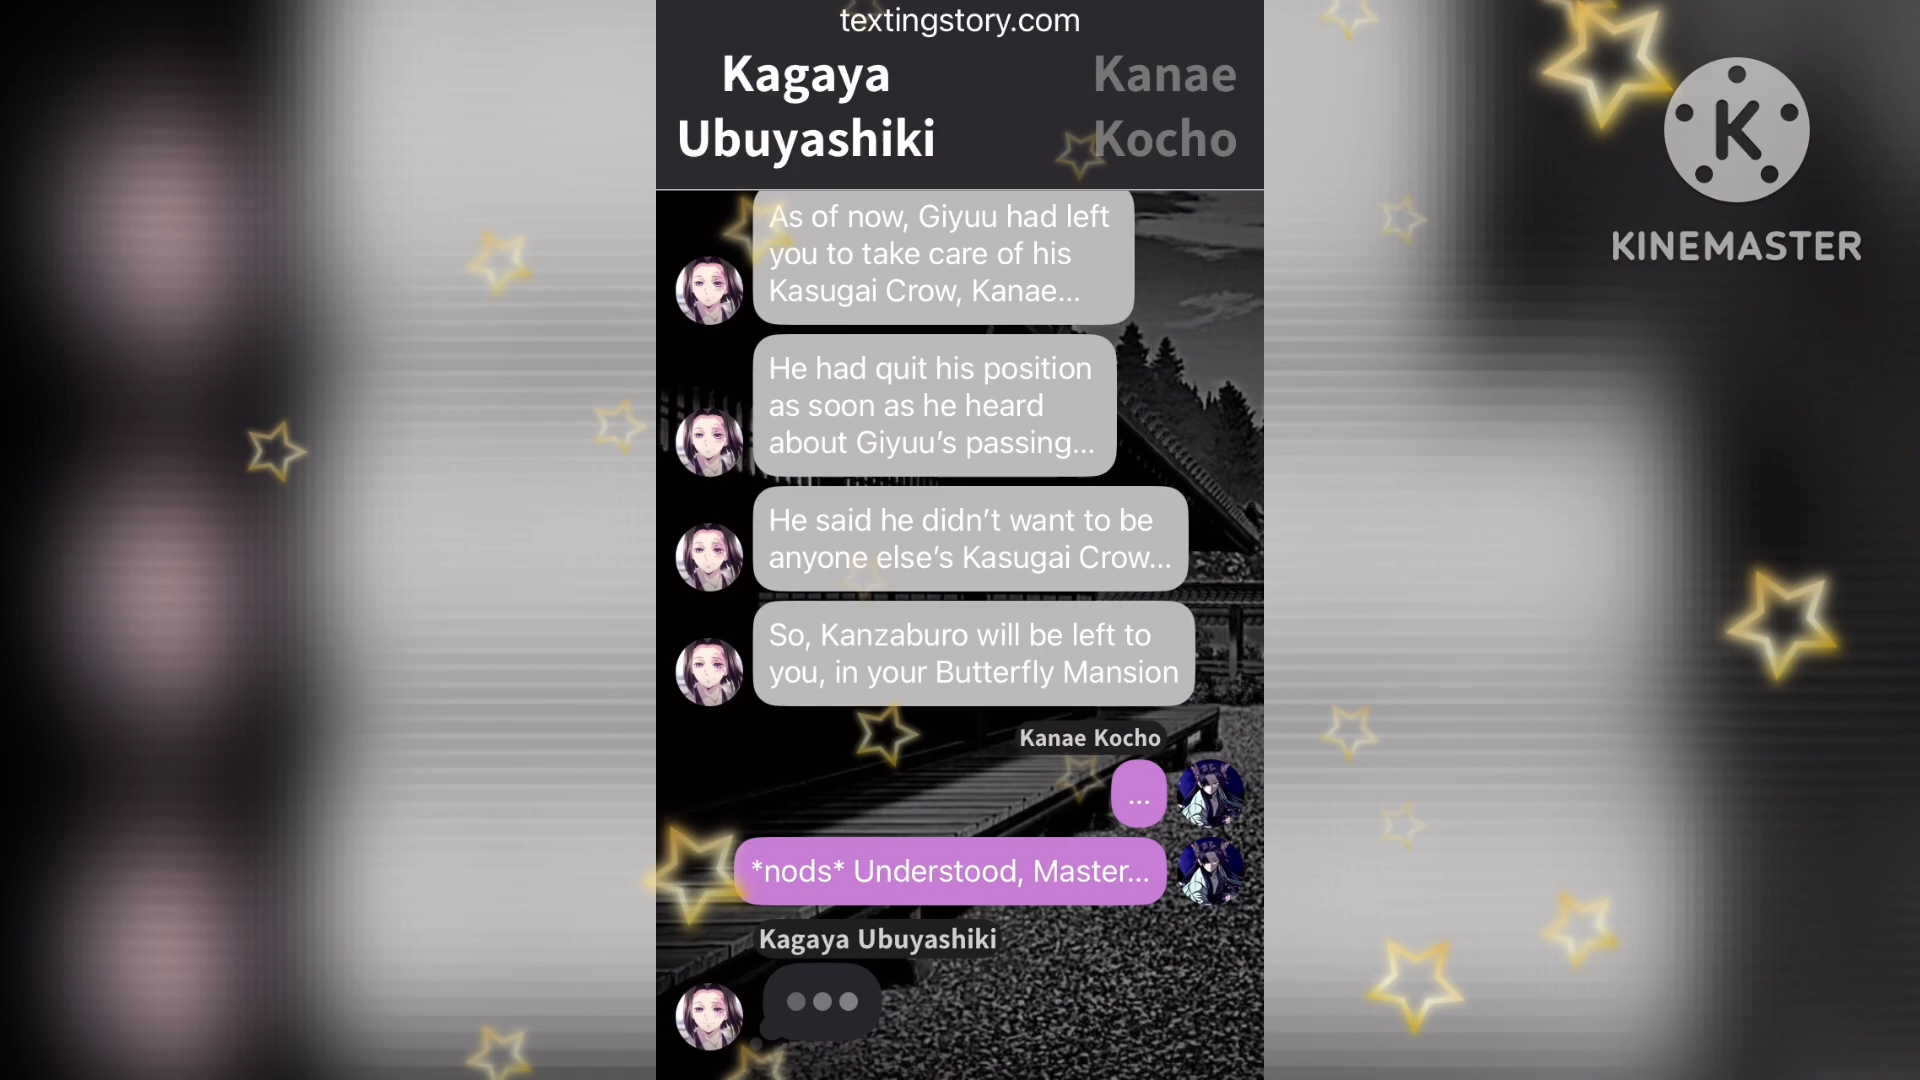 textingstory.com
Kagaya
Ubuyashiki
Kanae
Kocho
K
KINEMASTER
As of now, Giyuu had left
you to take care of his
Kasugai Crow, Kanae...
He had quit his position
as soon as he heard
about Giyuu’s passing...
He said he didn’t want to be
anyone else’s Kasugai Crow...
So, Kanzaburo will be left to
you, in your Butterfly Mansion
Kanae Kocho
...
*nods* Understood, Master...
Kagaya Ubuyashiki